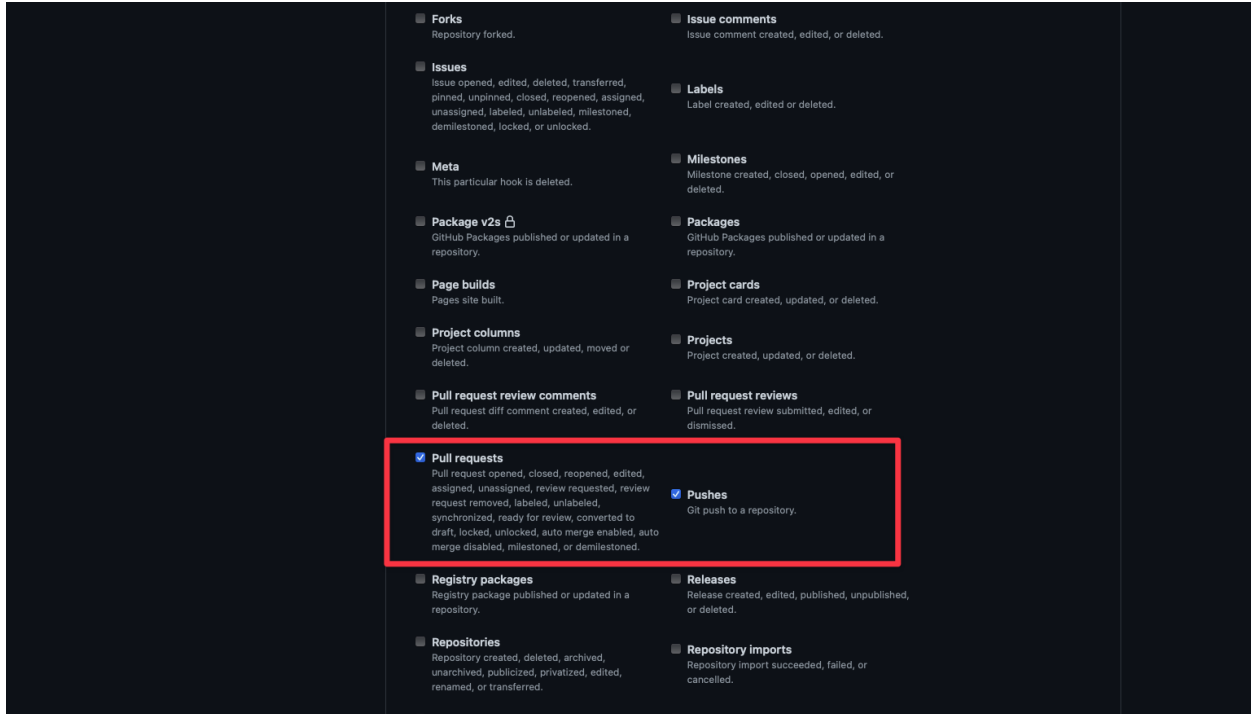 Forks
Repository forked.
Issue comments
Issue comment created, edited, or deleted.
Issues
Issue opened, edited, deleted, transferred,
pinned, unpinned, closed, reopened, assigned,
unassigned, labeled, unlabeled, milestoned,
demilestoned, locked, or unlocked.
Labels
Label created, edited or deleted.
Meta
This particular hook is deleted.
Milestones
Milestone created, closed, opened, edited, or
deleted.
Package v2s
GitHub Packages published or updated in a
repository.
Packages
GitHub Packages published or updated in a
repository.
Page builds
Pages site built.
Project cards
Project card created, updated, or deleted.
Project columns
Project column created, updated, moved or
deleted.
Projects
Project created, updated, or deleted.
Pull request review comments
Pull request diff comment created, edited, or
deleted.
Pull request reviews
Pull request review submitted, edited, or
dismissed.
Pull requests
Pull request opened, closed, reopened, edited,
assigned, unassigned, review requested, review
request removed, labeled, unlabeled,
synchronized, ready for review, converted to
draft, locked, unlocked, auto merge enabled, auto
merge disabled, milestoned, or demilestoned.
Pushes
Git push to a repository.
Registry packages
Registry package published or updated in a
repository.
Releases
Release created, edited, published, unpublished,
or deleted.
Repositories
Repository created, deleted, archived,
unarchived, publicized, privatized, edited,
renamed, or transferred.
Repository imports
Repository import succeeded, failed, or
cancelled.